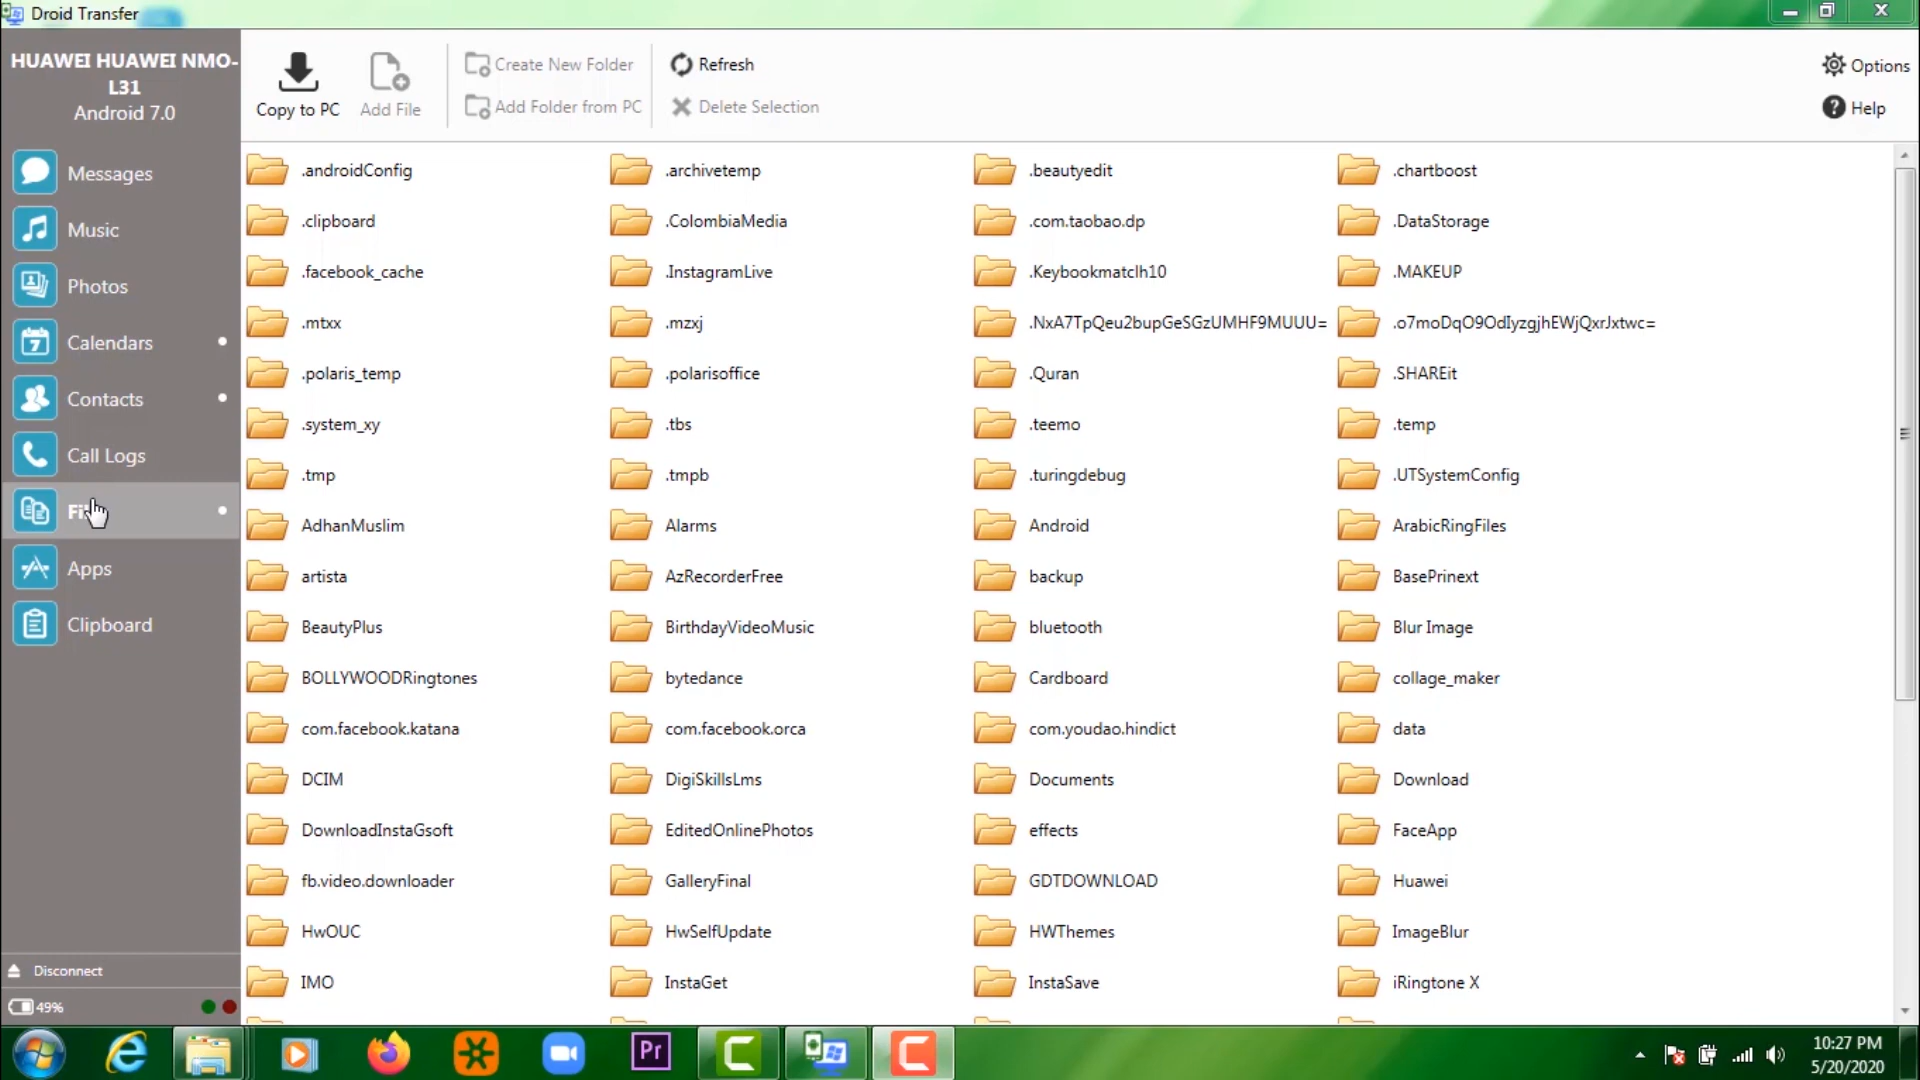 Droid Transfer
HUAWEI HUAWEI NMO-
L31
Android 7.0
Copy to PC
Add File
Create New Folder
Add Folder from PC
Refresh
Delete Selection
Options
Help
Messages
Music
Photos
7
Calendars
Contacts
Call Logs
Apps
Clipboard
Disconnect
49%
.androidConfig .archivetemp .beautyedit .chartboost
.clipboard .ColombiaMedia .com.taobao.dp .DataStorage
.facebook_cache .InstagramLive .Keybookmatclh10 .MAKEUP
.mtxx .mzxj .NxA7TpQeu2bupGeSGzUMHF9MUUU= .o7moDqO9OdIyzgjhEWjQxrJxtwc=
.polaris_temp .polarisoffice .Quran .SHAREit
.system_xy .tbs .teemo .temp
.tmp .tmpb .turingdebug .UTSystemConfig
AdhanMuslim Alarms Android ArabicRingFiles
artista AzRecorderFree backup BasePrinext
BeautyPlus BirthdayVideoMusic bluetooth Blur Image
BOLLYWOODRingtones bytedance Cardboard collage_maker
com.facebook.katana com.facebook.orca com.youdao.hindict data
DCIM DigiSkillsLms Documents Download
DownloadInstaGsoft EditedOnlinePhotos effects FaceApp
fb.video.downloader GalleryFinal GDTDOWNLOAD Huawei
HwOUC HwSelfUpdate HWThemes ImageBlur
IMO InstaGet InstaSave iRingtone X
Pr
10:27 PM
5/20/2020